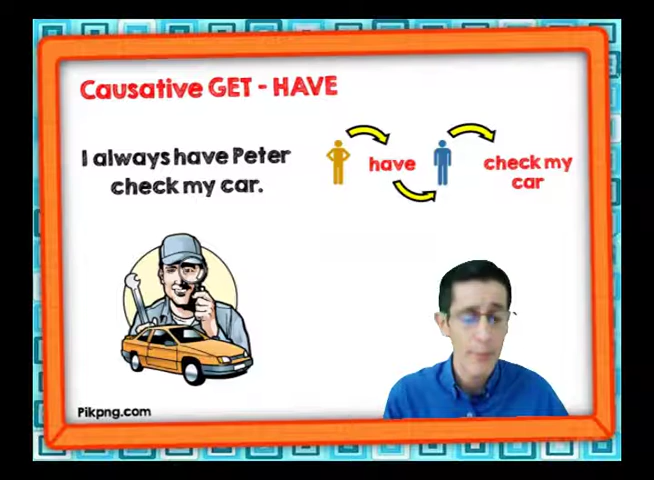 Causative GET - HAVE
I always have Peter
check my car.
have
check my
car
Pikpng.com